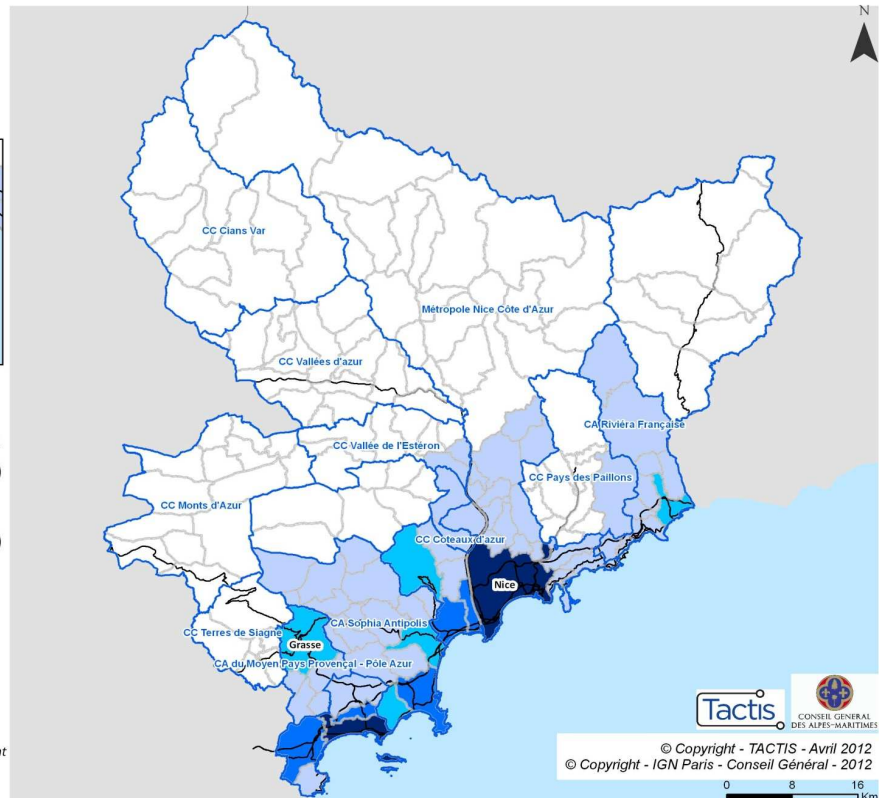 N
CC Cians Var
Métropole Nice Côte d'Azur
CC Vallées d'azur
CA Riviéra Française
CC Vallée de l'Estéron
CC Pays des Paillons
CC Monts d'Azur
CC Coteaux d'azur
Nice
CC Terres de Siagne
CA Sophia Antipolis
Grasse
CA du Moyen Pays Provençal - Pôle Azur
Tactis
CONSEIL GENERAL
DES ALPES-MARITIMES
© Copyright - TACTIS - Avril 2012
© Copyright - IGN Paris - Conseil Général - 2012
0 8 16
Km